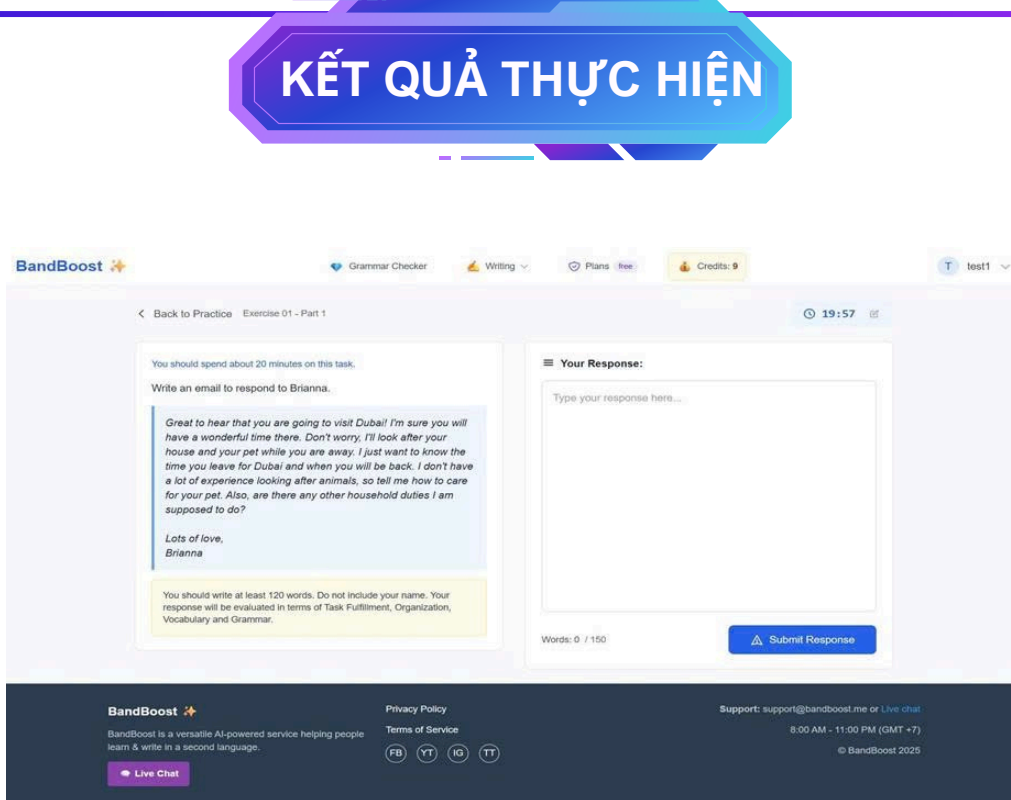 KẾT QUẢ THỰC HIỆN
BandBoost
Grammar Checker
Writing
Plans free
Credits: 9
T test1
Back to Practice Exercise 01 - Part 1
19:57
You should spend about 20 minutes on this task.
Write an email to respond to Brianna.
Great to hear that you are going to visit Dubai! I'm sure you will
have a wonderful time there. Don't worry, I'll look after your
house and your pet while you are away. I just want to know the
time you leave for Dubai and when you will be back. I don't have
a lot of experience looking after animals, so tell me how to care
for your pet. Also, are there any other household duties I am
supposed to do?
Lots of love,
Brianna
You should write at least 120 words. Do not include your name. Your
response will be evaluated in terms of Task Fulfillment, Organization,
Vocabulary and Grammar.
Your Response:
Type your response here...
Words: 0 / 150
Submit Response
BandBoost
BandBoost is a versatile AI-powered service helping people
learn & write in a second language.
Live Chat
Privacy Policy
Terms of Service
FB YT IG TT
Support: support@bandboost.me or Live chat
8:00 AM - 11:00 PM (GMT +7)
© BandBoost 2025